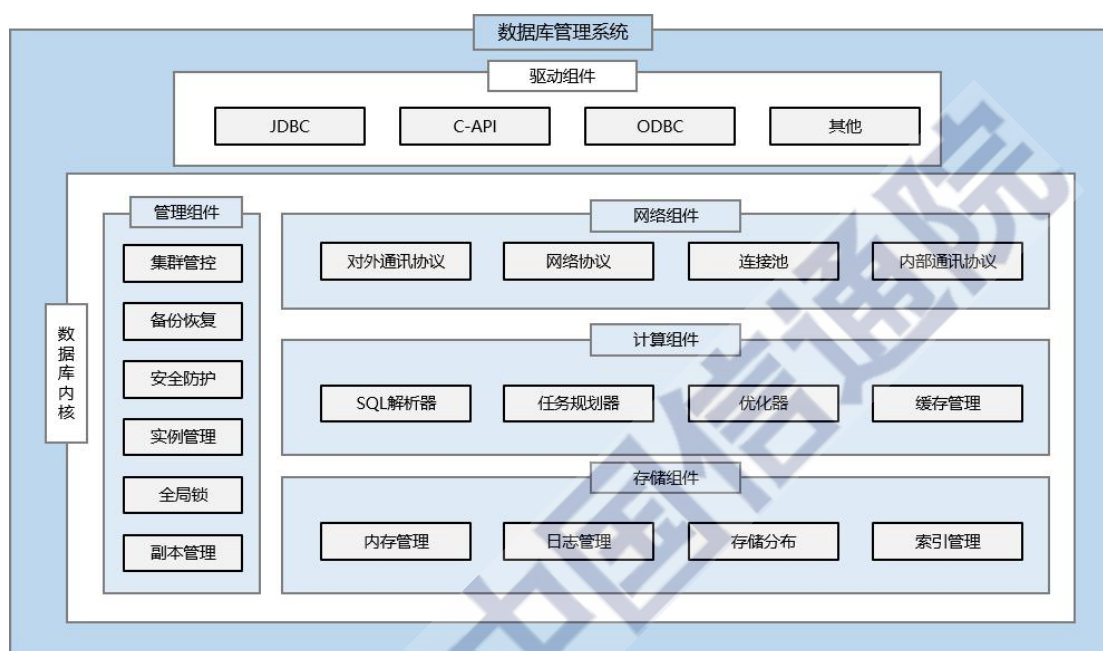 数据库管理系统
驱动组件
JDBC
C-API
ODBC
其他
数据库内核
管理组件
集群管控
备份恢复
安全防护
实例管理
全局锁
副本管理
网络组件
对外通讯协议
网络协议
连接池
内部通讯协议
计算组件
SQL解析器
任务规划器
优化器
缓存管理
存储组件
内存管理
日志管理
存储分布
索引管理
中国信通院